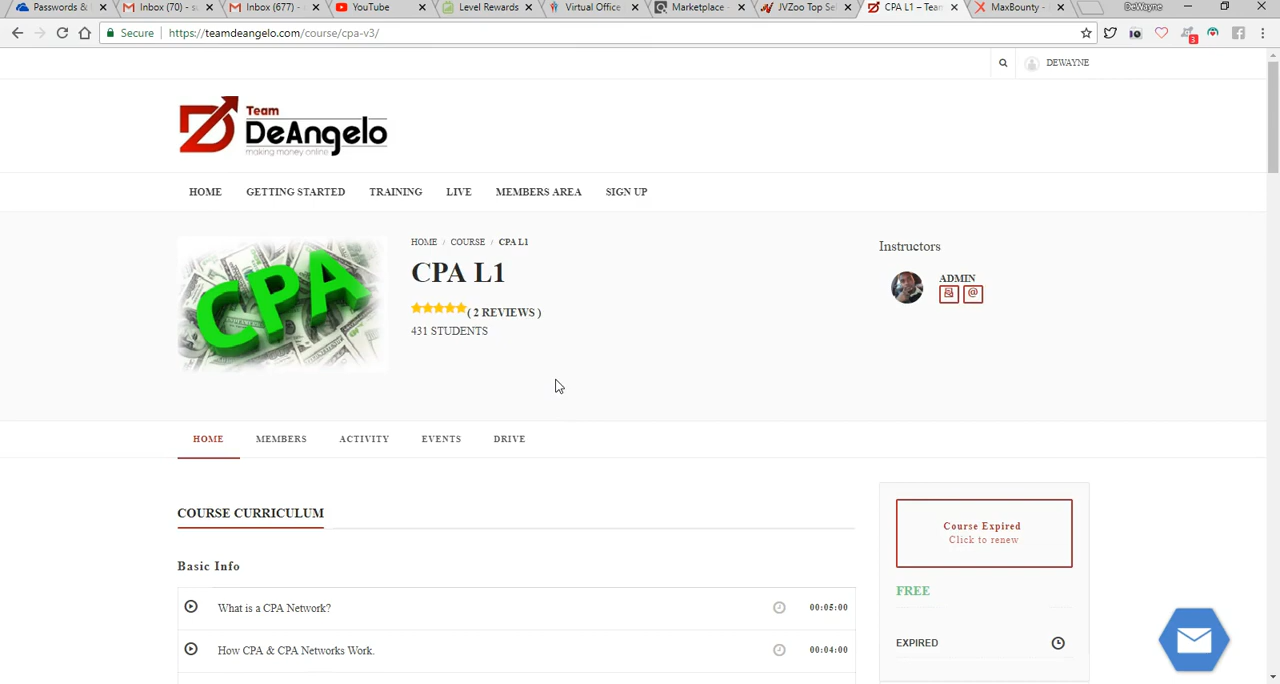 Passwords &
Inbox (70) - s
Inbox (677) -
YouTube
Level Rewards
Virtual Office
Marketplace -
JVZoo Top Sel
CPA L1 – Team
MaxBounty -
DeWayne
Secure
https://teamdeangelo.com/course/cpa-v3/
3
DEWAYNE
Team
DeAngelo
making money online
HOME GETTING STARTED TRAINING LIVE MEMBERS AREA SIGN UP
CPA
HOME / COURSE / CPA L1
CPA L1
( 2 REVIEWS )
431 STUDENTS
Instructors
ADMIN
@
HOME MEMBERS ACTIVITY EVENTS DRIVE
COURSE CURRICULUM
Basic Info
What is a CPA Network? 00:05:00
How CPA & CPA Networks Work. 00:04:00
Course Expired
Click to renew
FREE
EXPIRED